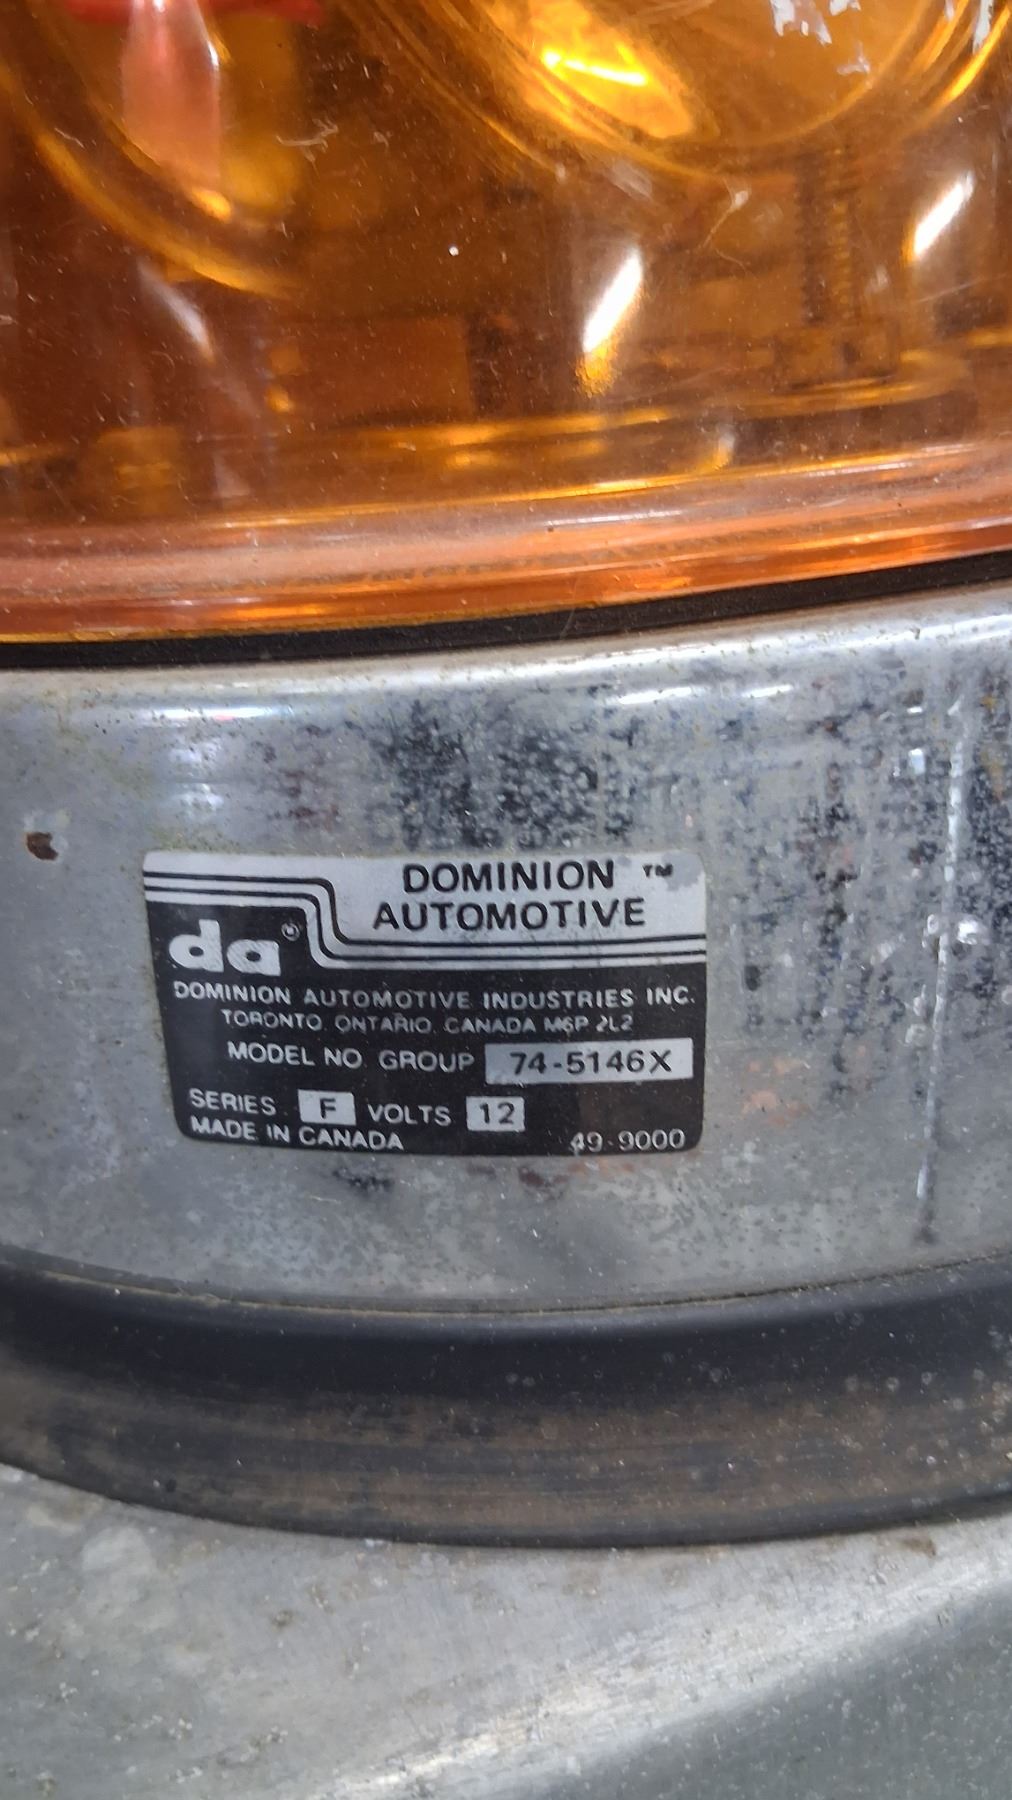 DOMINION ™
AUTOMOTIVE
da®
DOMINION AUTOMOTIVE INDUSTRIES INC.
TORONTO, ONTARIO, CANADA M6P 2L2
MODEL NO. GROUP 74-5146X
SERIES F VOLTS 12
MADE IN CANADA 49-9000